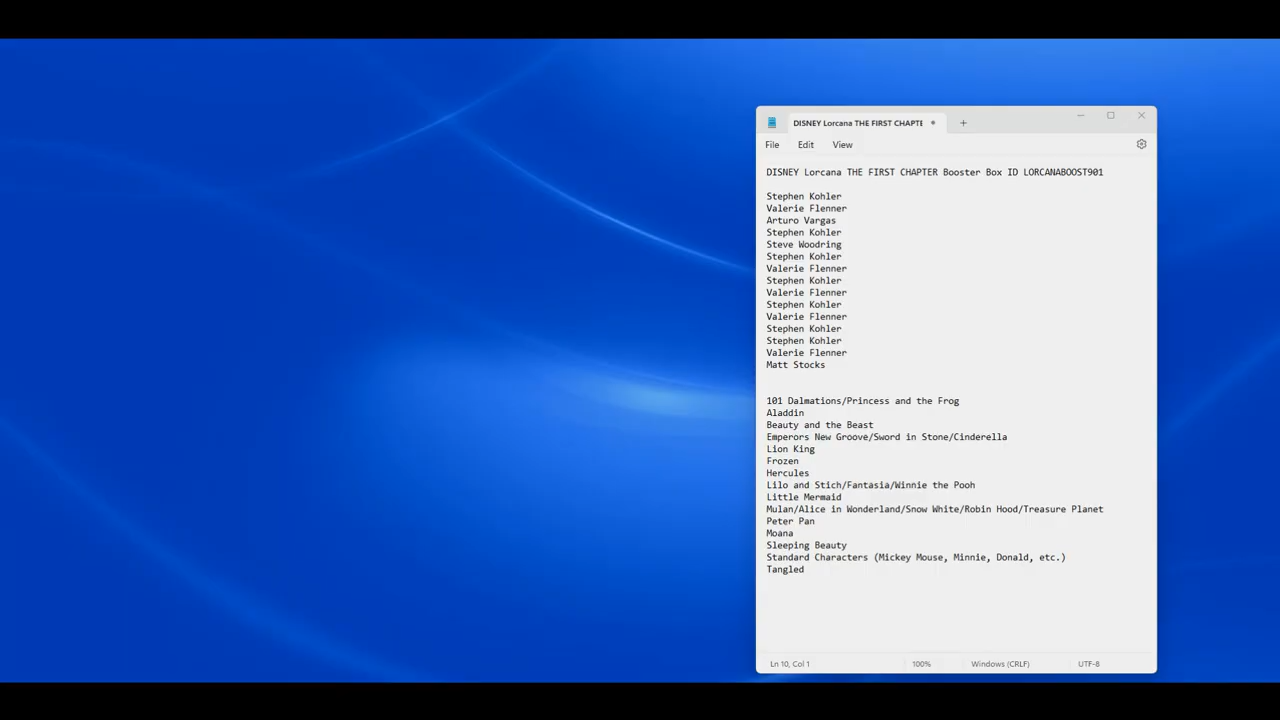 DISNEY Lorcana THE FIRST CHAPTE
File Edit View
DISNEY Lorcana THE FIRST CHAPTER Booster Box ID LORCANABOOST901
Stephen Kohler
Valerie Flenner
Arturo Vargas
Stephen Kohler
Steve Woodring
Stephen Kohler
Valerie Flenner
Stephen Kohler
Valerie Flenner
Stephen Kohler
Valerie Flenner
Stephen Kohler
Stephen Kohler
Valerie Flenner
Matt Stocks
101 Dalmations/Princess and the Frog
Aladdin
Beauty and the Beast
Emperors New Groove/Sword in Stone/Cinderella
Lion King
Frozen
Hercules
Lilo and Stich/Fantasia/Winnie the Pooh
Little Mermaid
Mulan/Alice in Wonderland/Snow White/Robin Hood/Treasure Planet
Peter Pan
Moana
Sleeping Beauty
Standard Characters (Mickey Mouse, Minnie, Donald, etc.)
Tangled
Ln 10, Col 1 100% Windows (CRLF) UTF-8